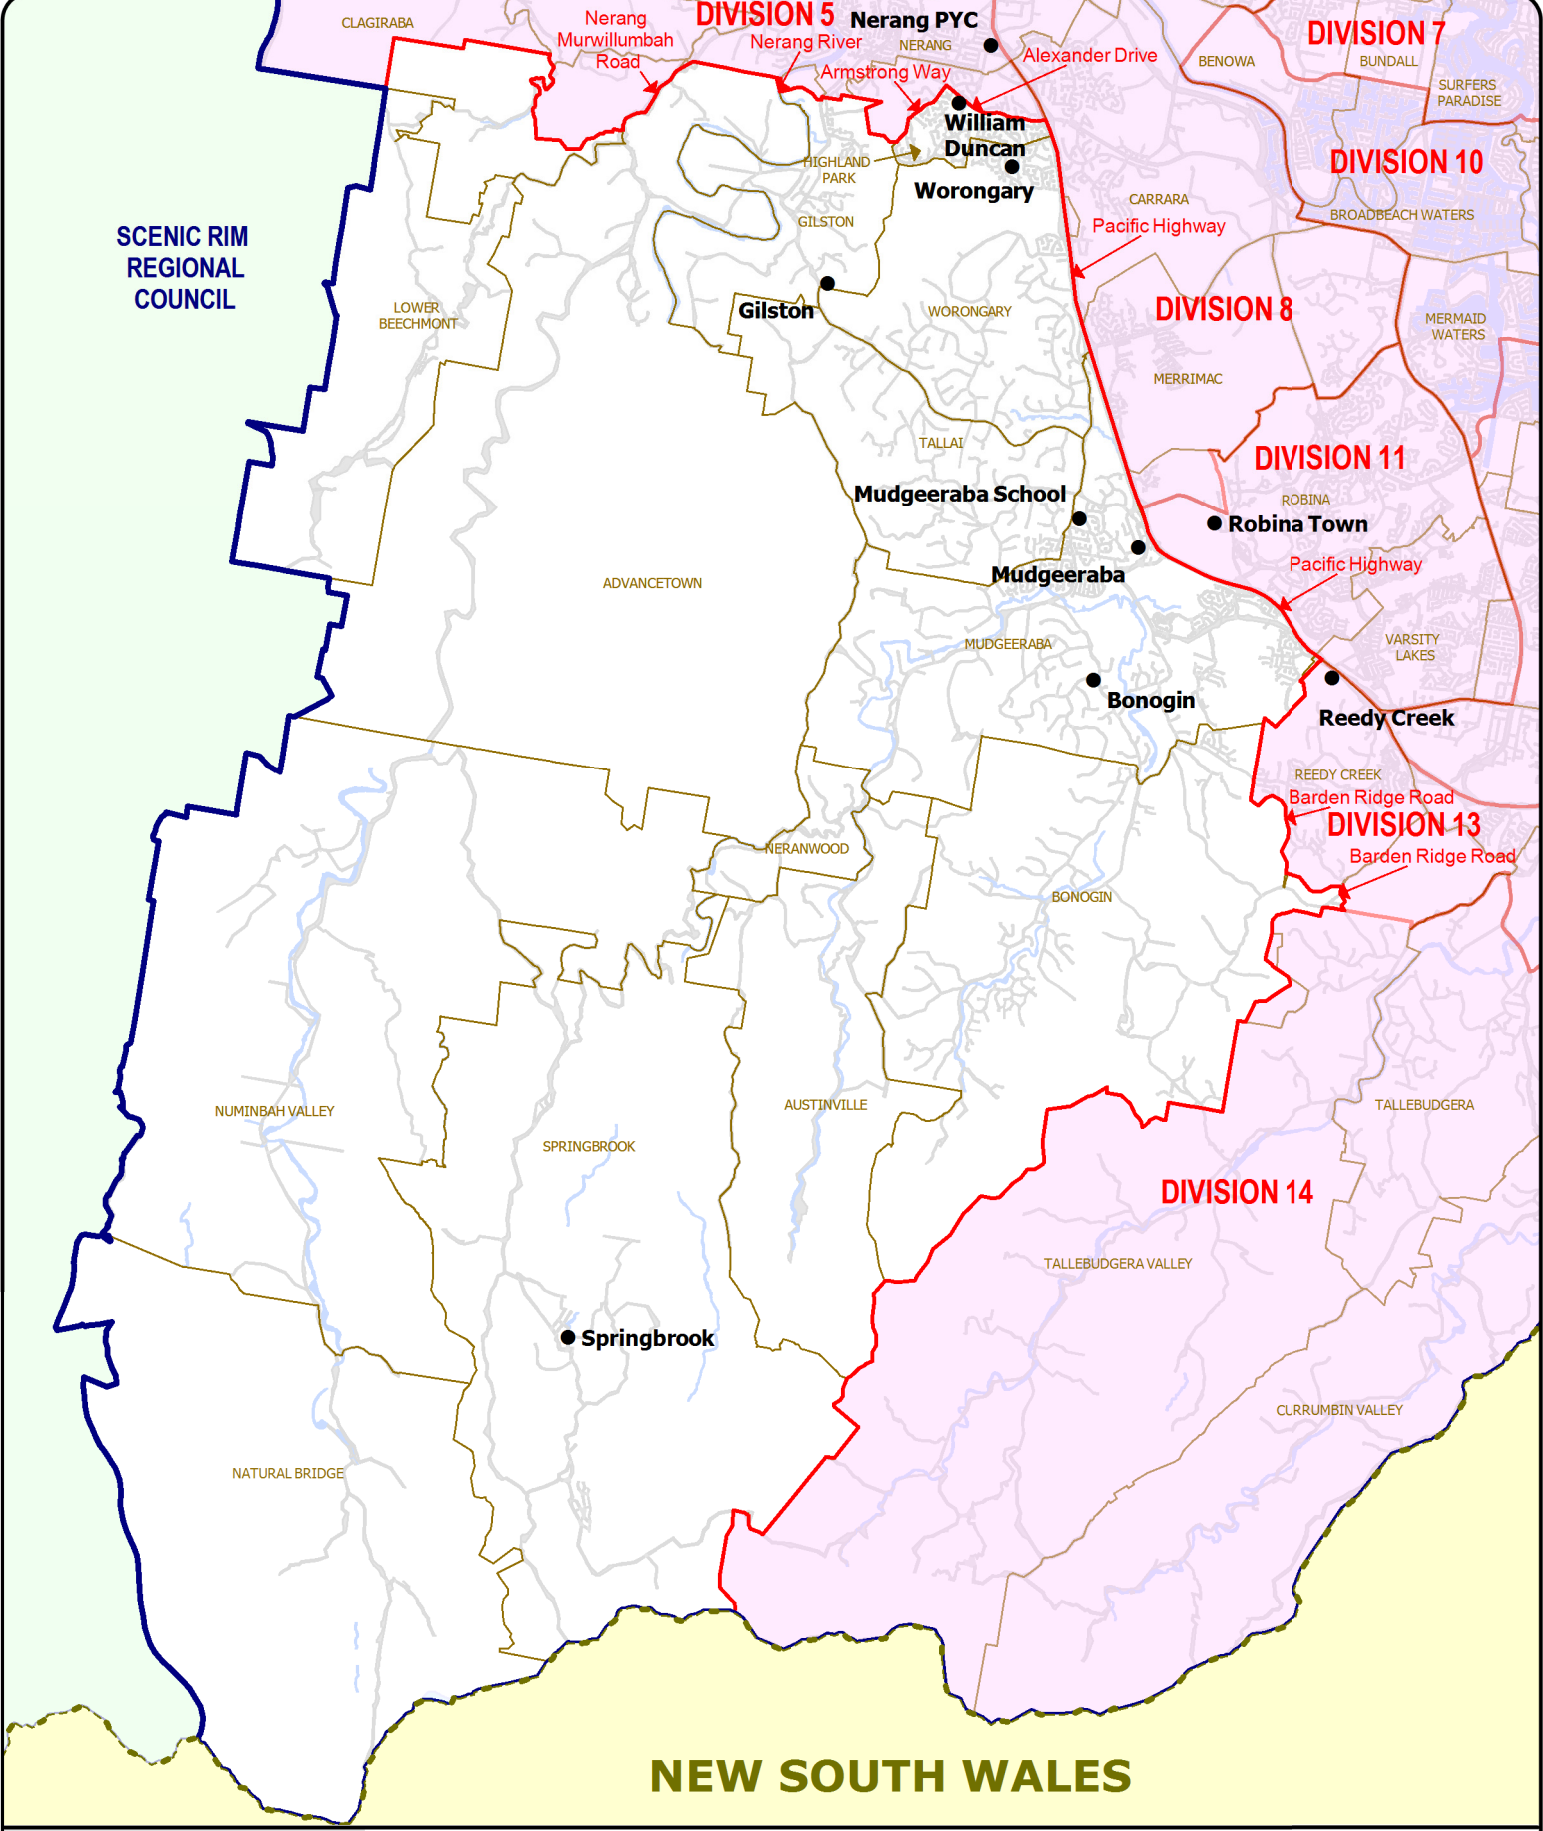 DIVISION 5
Nerang PYC
CLAGIRABA
Nerang
Murwillumbah
Road
Nerang River
NERANG
Armstrong Way
Alexander Drive
DIVISION 7
BENOWA
BUNDALL
SURFERS
PARADISE
William
Duncan
HIGHLAND
PARK
Worongary
DIVISION 10
CARRARA
BROADBEACH WATERS
Pacific Highway
GILSTON
SCENIC RIM
REGIONAL
COUNCIL
LOWER
BEECHMONT
Gilston
WORONGARY
DIVISION 8
MERMAID
WATERS
MERRIMAC
TALLAI
DIVISION 11
Mudgeeraba School
ROBINA
Robina Town
Mudgeeraba
Pacific Highway
ADVANCETOWN
MUDGEERABA
VARSITY
LAKES
Bonogin
Reedy Creek
REEDY CREEK
Barden Ridge Road
DIVISION 13
Barden Ridge Road
NERANWOOD
BONOGIN
NUMINBAH VALLEY
SPRINGBROOK
AUSTINVILLE
TALLEBUDGERA
DIVISION 14
TALLEBUDGERA VALLEY
Springbrook
CURRUMBIN VALLEY
NATURAL BRIDGE
NEW SOUTH WALES